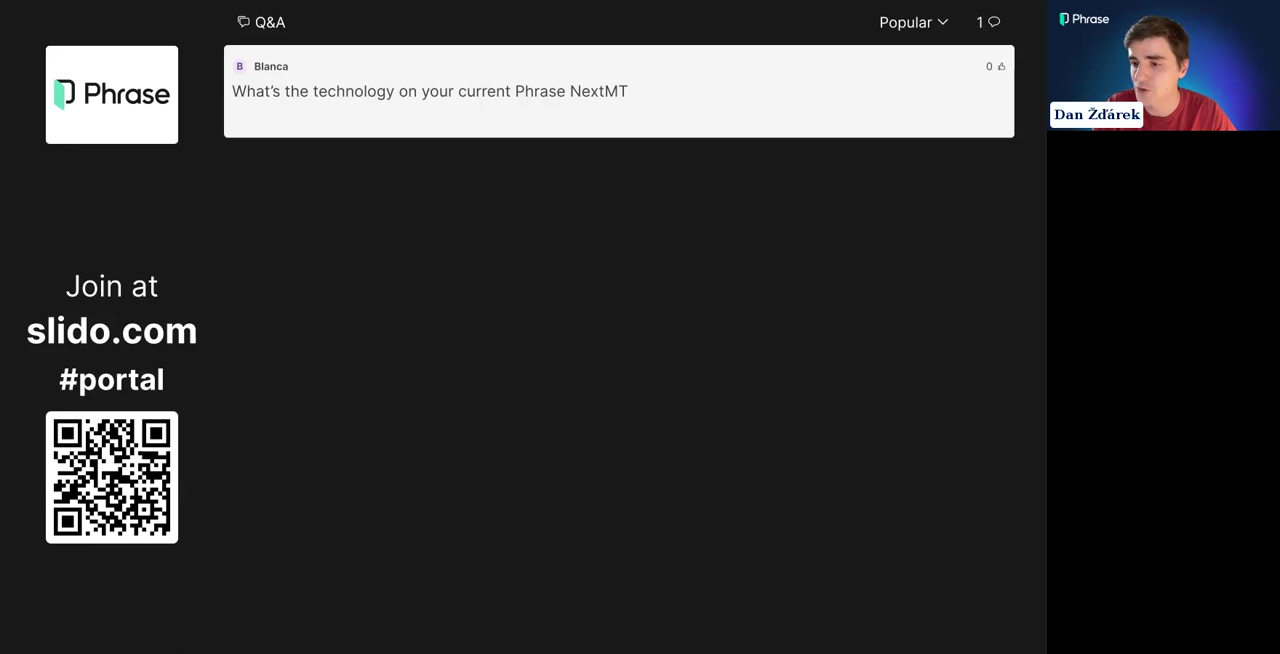 Q&A
Popular
1
Phrase
B
Blanca
0
What’s the technology on your current Phrase NextMT
Phrase
Dan Žďárek
Join at
slido.com
#portal